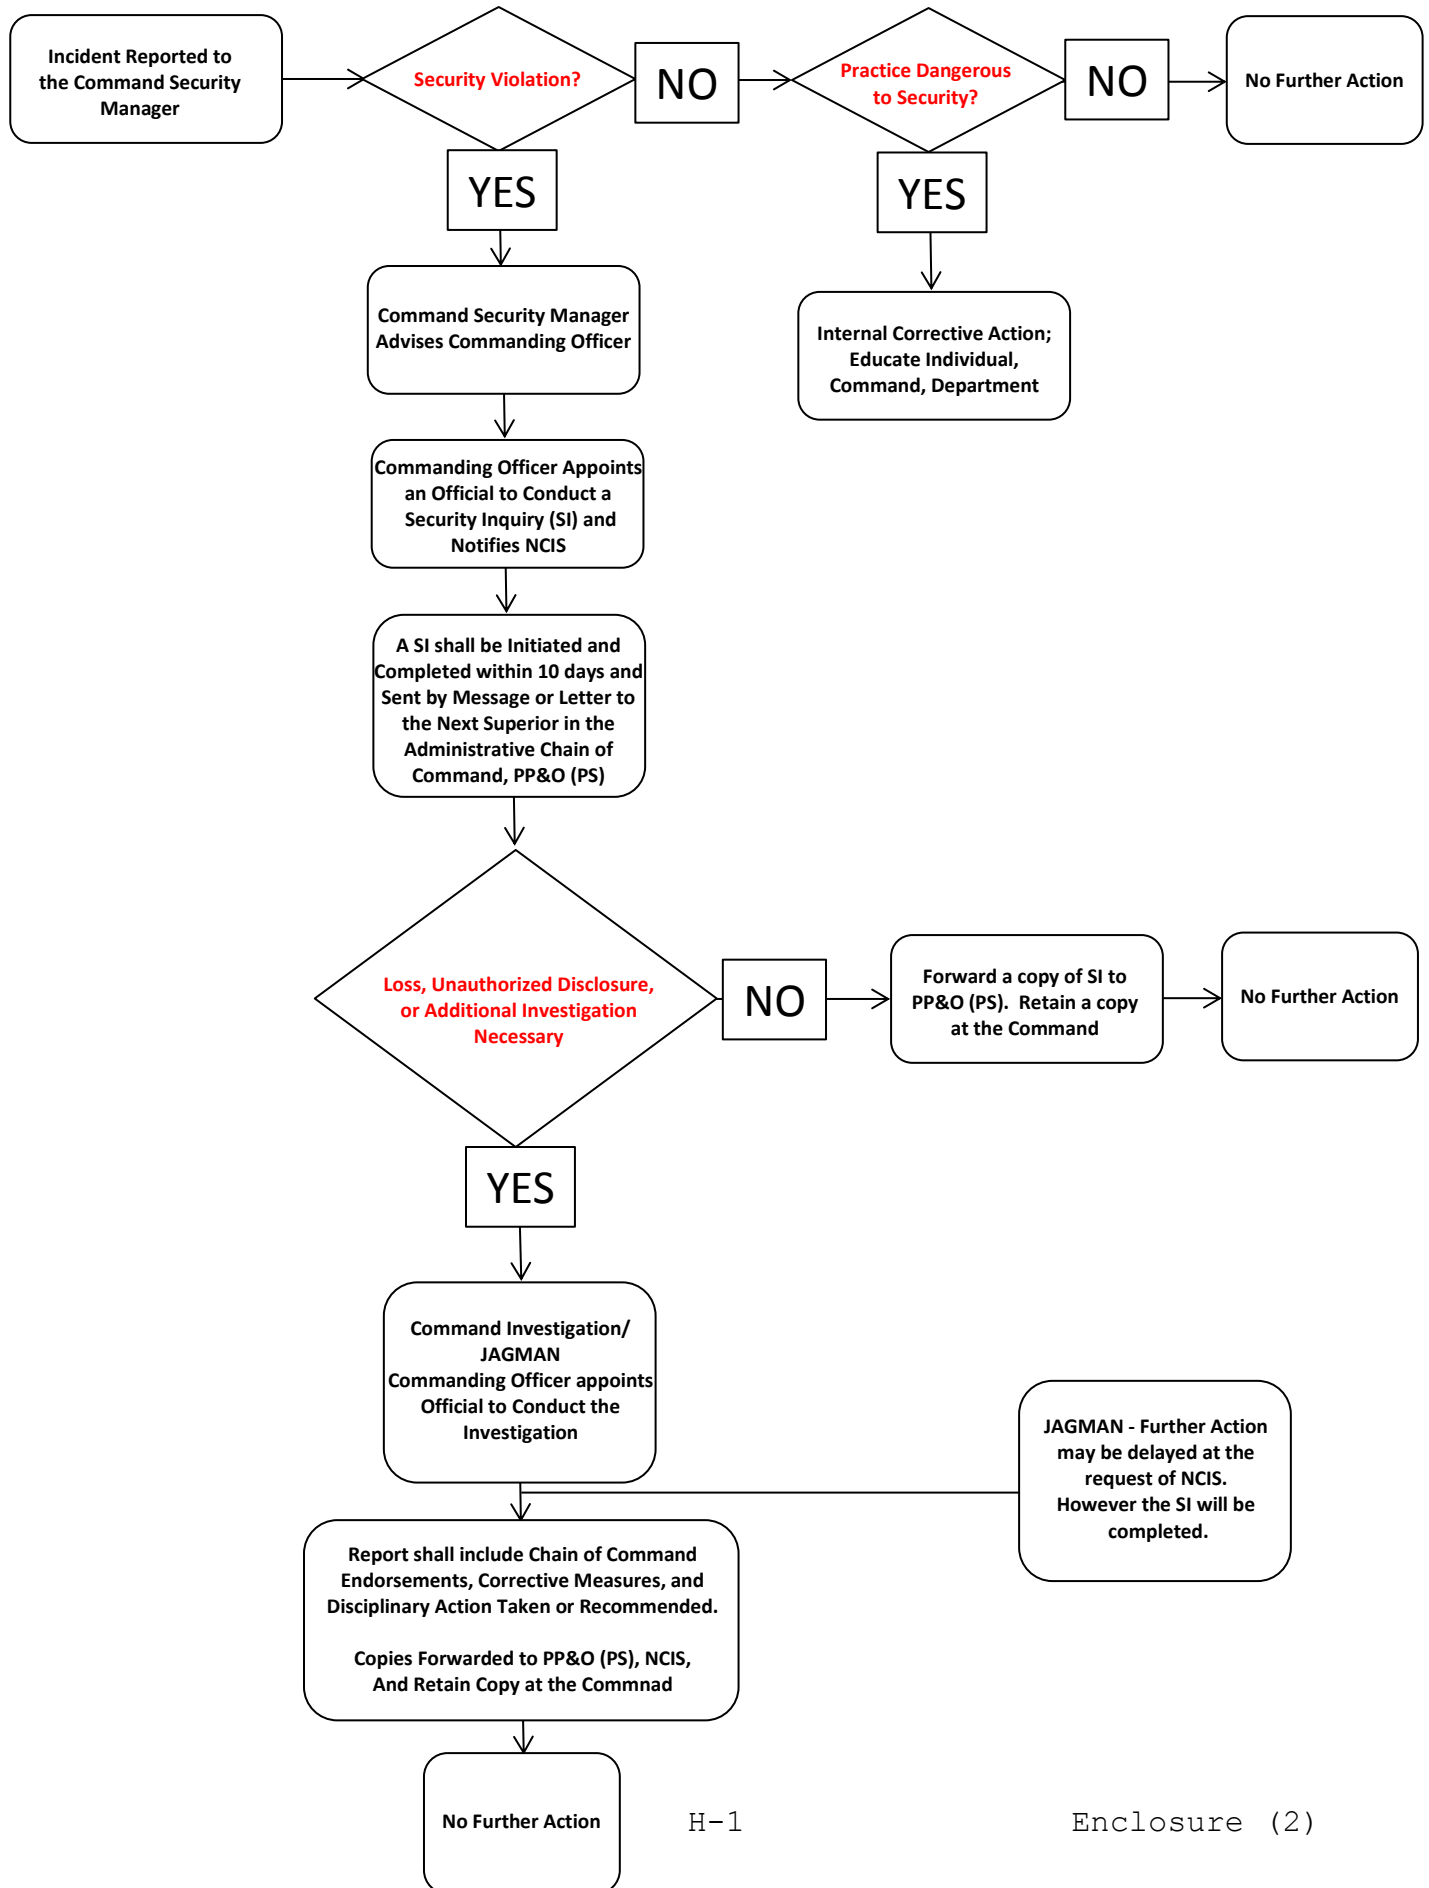 Incident Reported to
the Command Security
Manager
Security Violation?
NO
Practice Dangerous
to Security?
NO
No Further Action
YES
YES
Command Security Manager
Advises Commanding Officer
Internal Corrective Action;
Educate Individual,
Command, Department
Commanding Officer Appoints
an Official to Conduct a
Security Inquiry (SI) and
Notifies NCIS
A SI shall be Initiated and
Completed within 10 days and
Sent by Message or Letter to
the Next Superior in the
Administrative Chain of
Command, PP&O (PS)
Loss, Unauthorized Disclosure,
or Additional Investigation
Necessary
NO
Forward a copy of SI to
PP&O (PS).  Retain a copy
at the Command
No Further Action
YES
Command Investigation/
JAGMAN
Commanding Officer appoints
Official to Conduct the
Investigation
JAGMAN - Further Action
may be delayed at the
request of NCIS.
However the SI will be
completed.
Report shall include Chain of Command
Endorsements, Corrective Measures, and
Disciplinary Action Taken or Recommended.
Copies Forwarded to PP&O (PS), NCIS,
And Retain Copy at the Commnad
No Further Action
H-1
Enclosure (2)